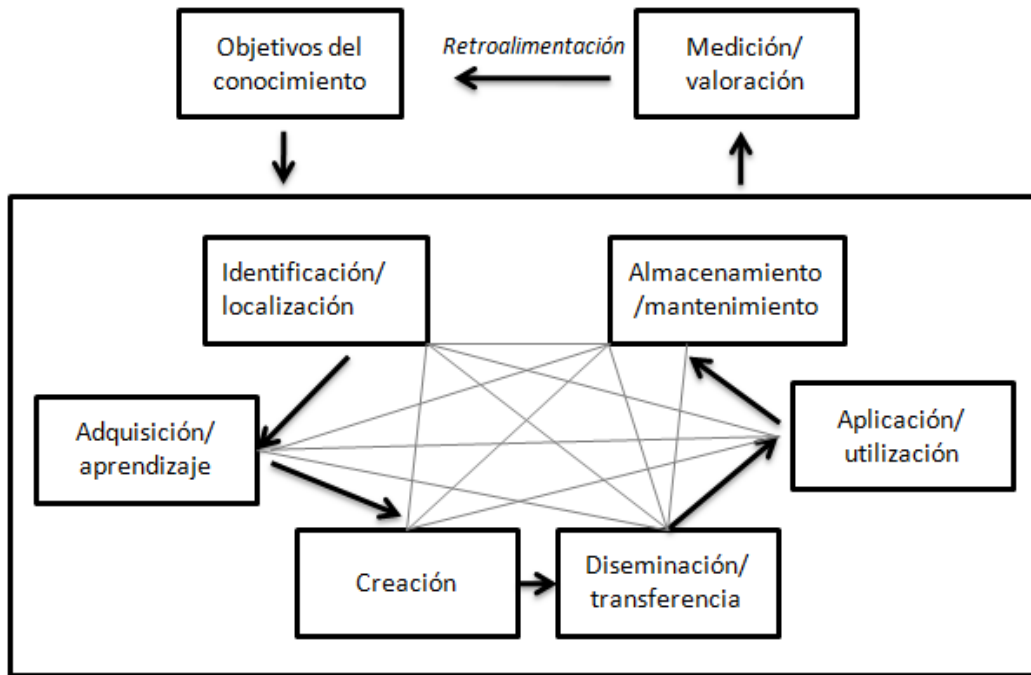 Objetivos del
conocimiento
Retroalimentación
Medición/
valoración
Identificación/
localización
Almacenamiento
/mantenimiento
Adquisición/
aprendizaje
Aplicación/
utilización
Creación
Diseminación/
transferencia